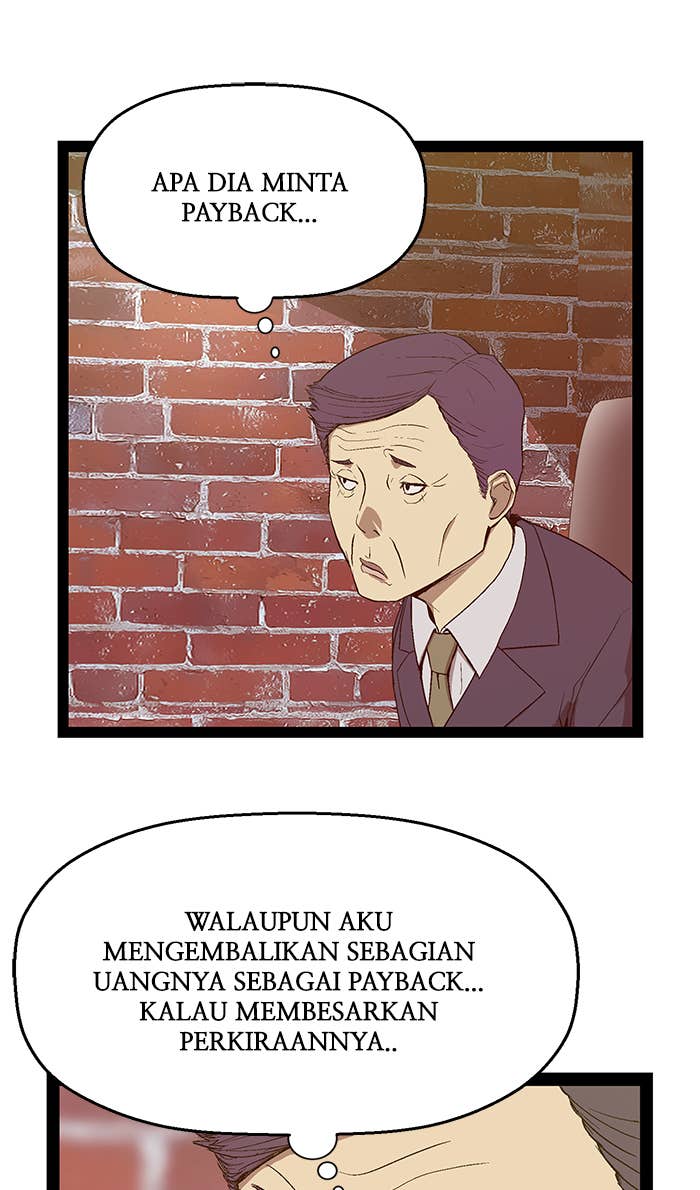 APA DIA MINTA
PAYBACK...
WALAUPUN AKU
MENGEMBALIKAN SEBAGIAN
UANGNYA SEBAGAI PAYBACK...
KALAU MEMBESARKAN
PERKIRAANNYA..